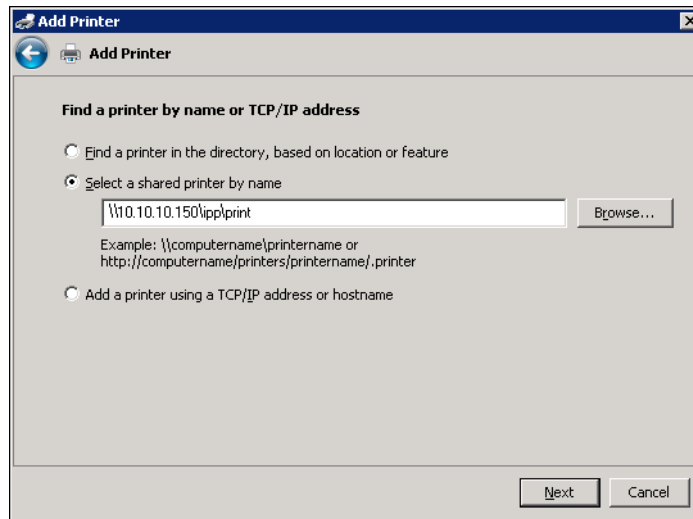 Add Printer
Add Printer
Find a printer by name or TCP/IP address
Find a printer in the directory, based on location or feature
Select a shared printer by name
\\10.10.10.150\ipp\print
Browse...
Example: \\computername\printername or
http://computername/printers/printername/.printer
Add a printer using a TCP/IP address or hostname
Next
Cancel